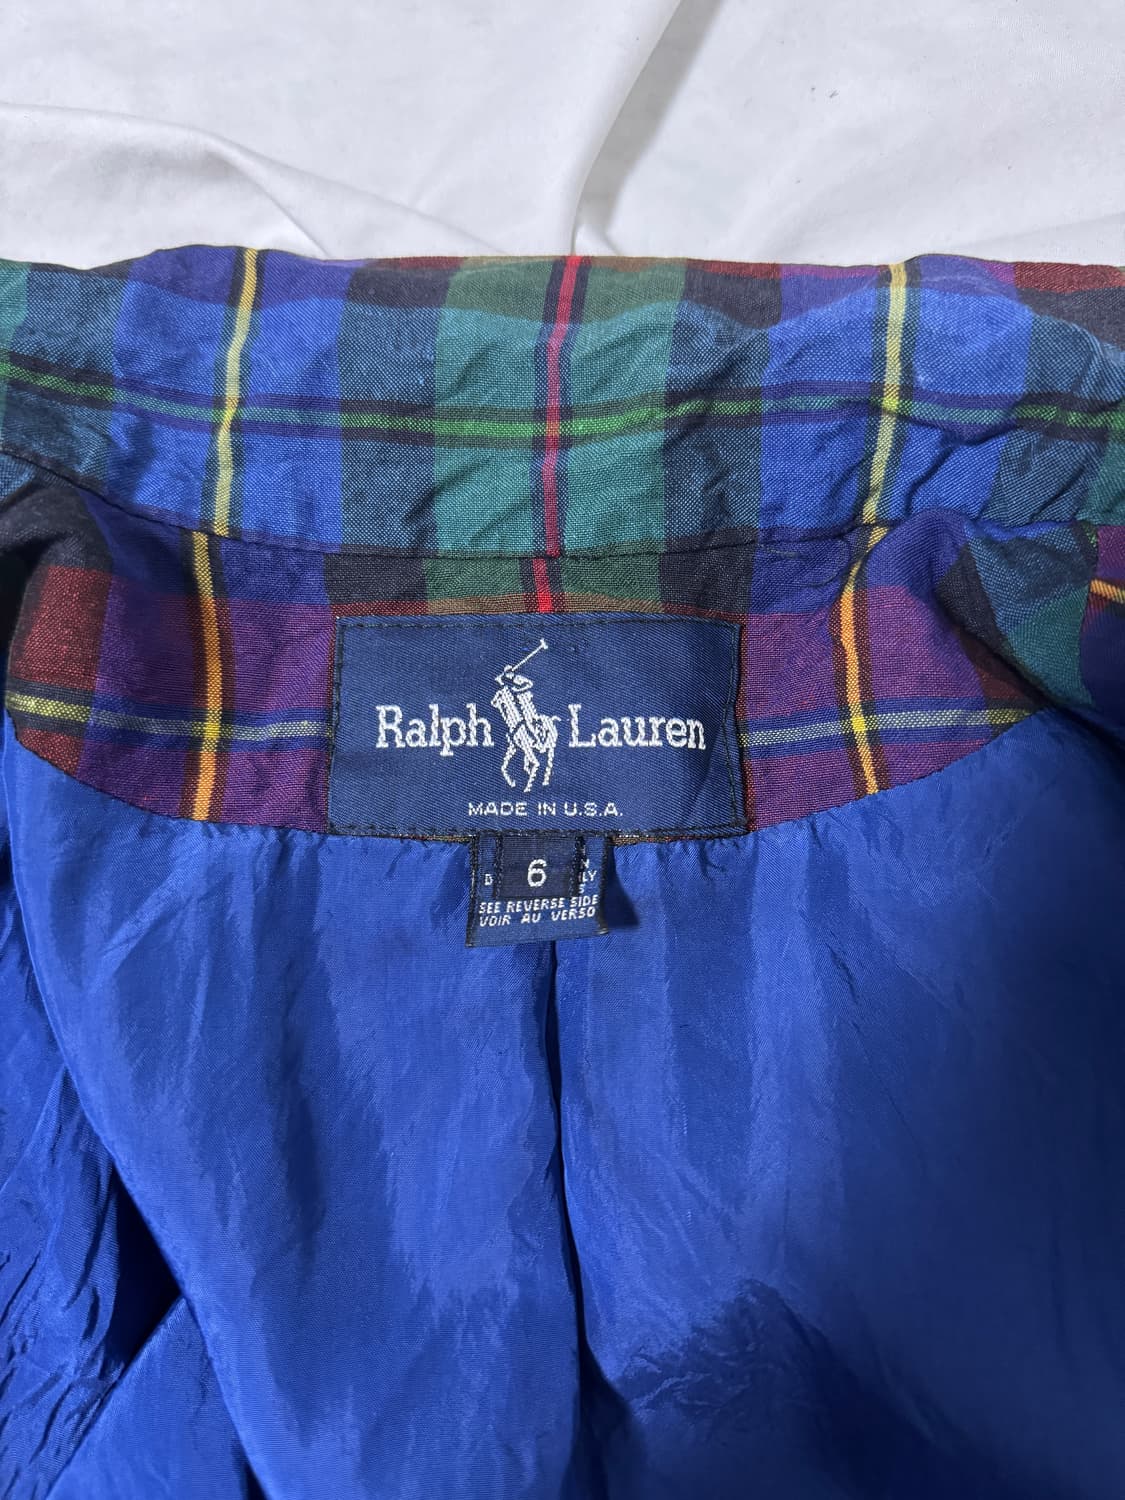 Ralph Lauren
MADE IN U.S.A.
6
SEE REVERSE SIDE
VOIR AU VERSO